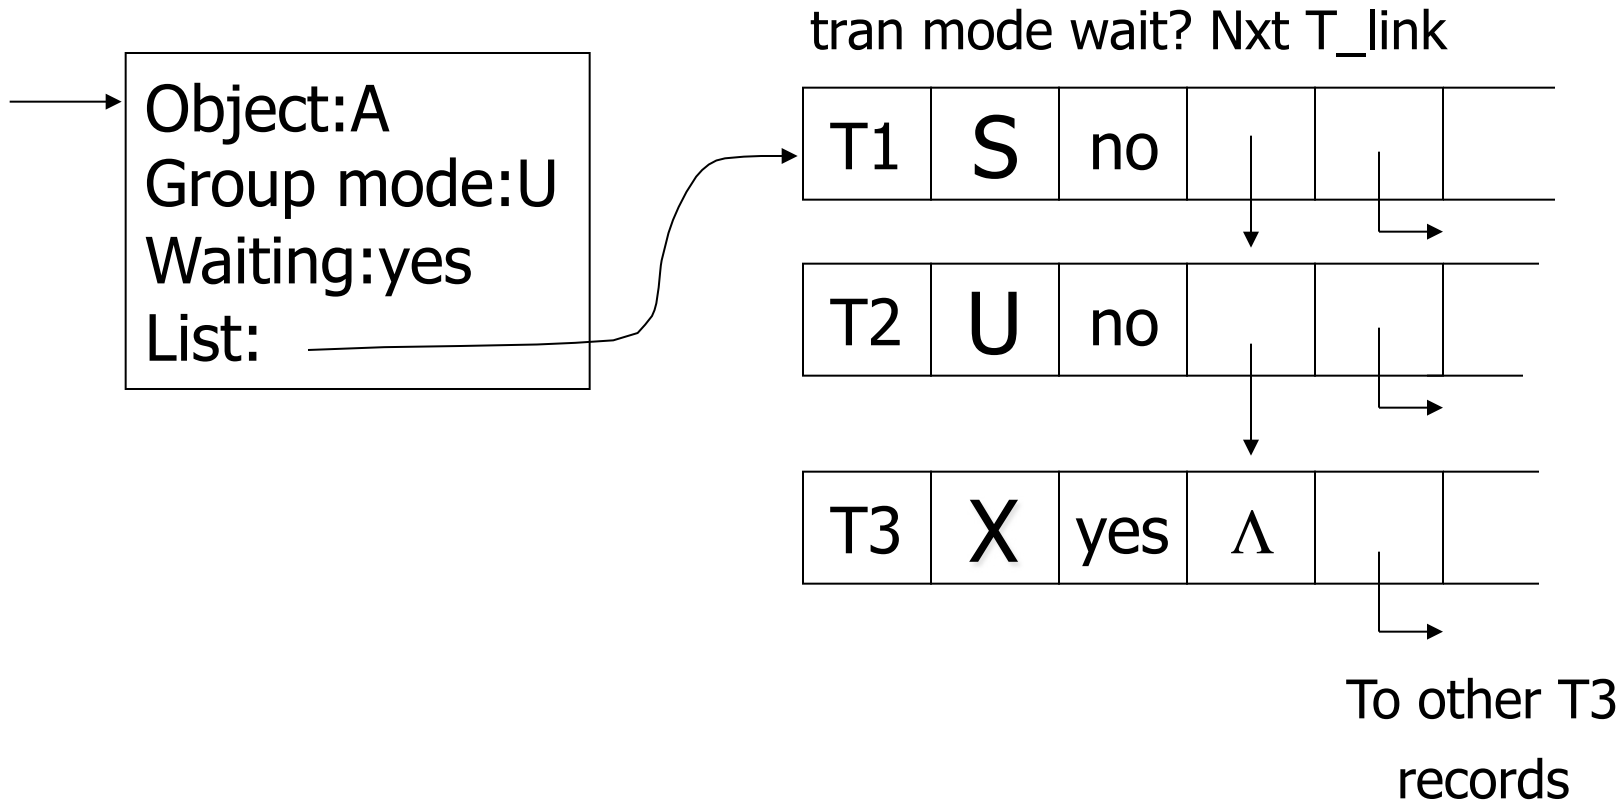 tran mode wait? Nxt T_link
Object:A
Group mode:U
Waiting:yes
List:
T1 S no
T2 U no
T3 X yes Λ
To other T3
records